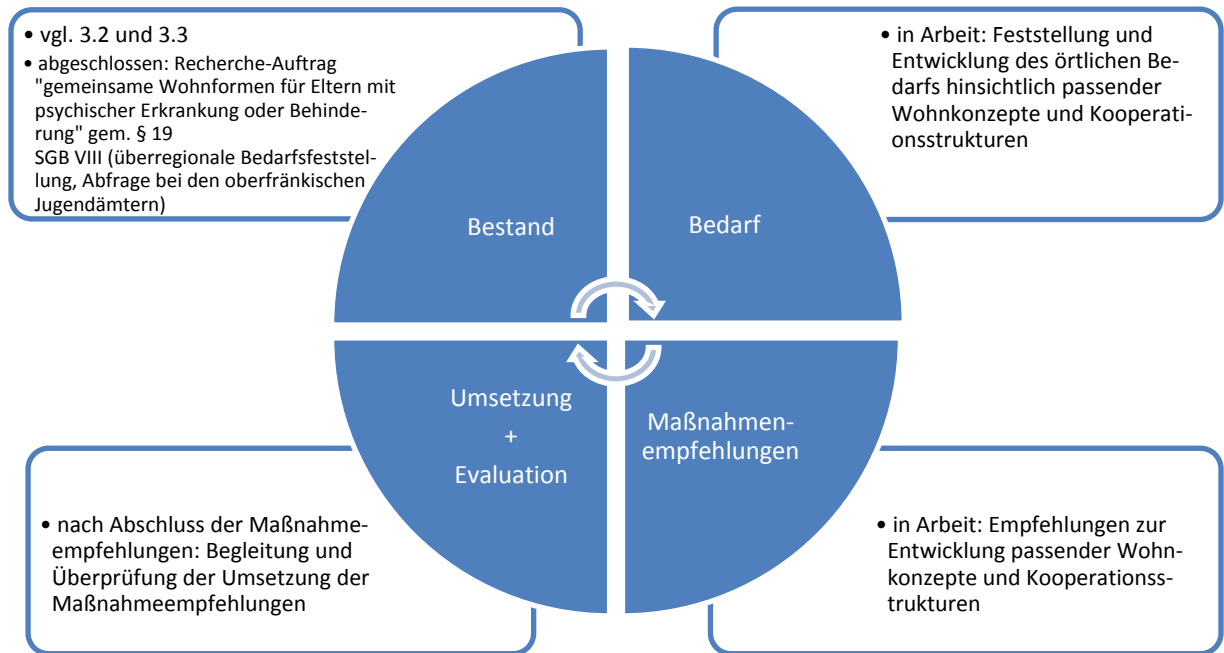 • vgl. 3.2 und 3.3
• abgeschlossen: Recherche-Auftrag
"gemeinsame Wohnformen für Eltern mit
psychischer Erkrankung oder Behinde-
rung" gem. § 19
SGB VIII (überregionale Bedarfsfeststel-
lung, Abfrage bei den oberfränkischen
Jugendämtern)
• in Arbeit: Feststellung und
Entwicklung des örtlichen Be-
darfs hinsichtlich passender
Wohnkonzepte und Kooperati-
onsstrukturen
Bestand
Bedarf
Umsetzung
+
Evaluation
Maßnahmen-
empfehlungen
• nach Abschluss der Maßnahme-
empfehlungen: Begleitung und
Überprüfung der Umsetzung der
Maßnahmeempfehlungen
• in Arbeit: Empfehlungen zur
Entwicklung passender Wohn-
konzepte und Kooperationss-
trukturen